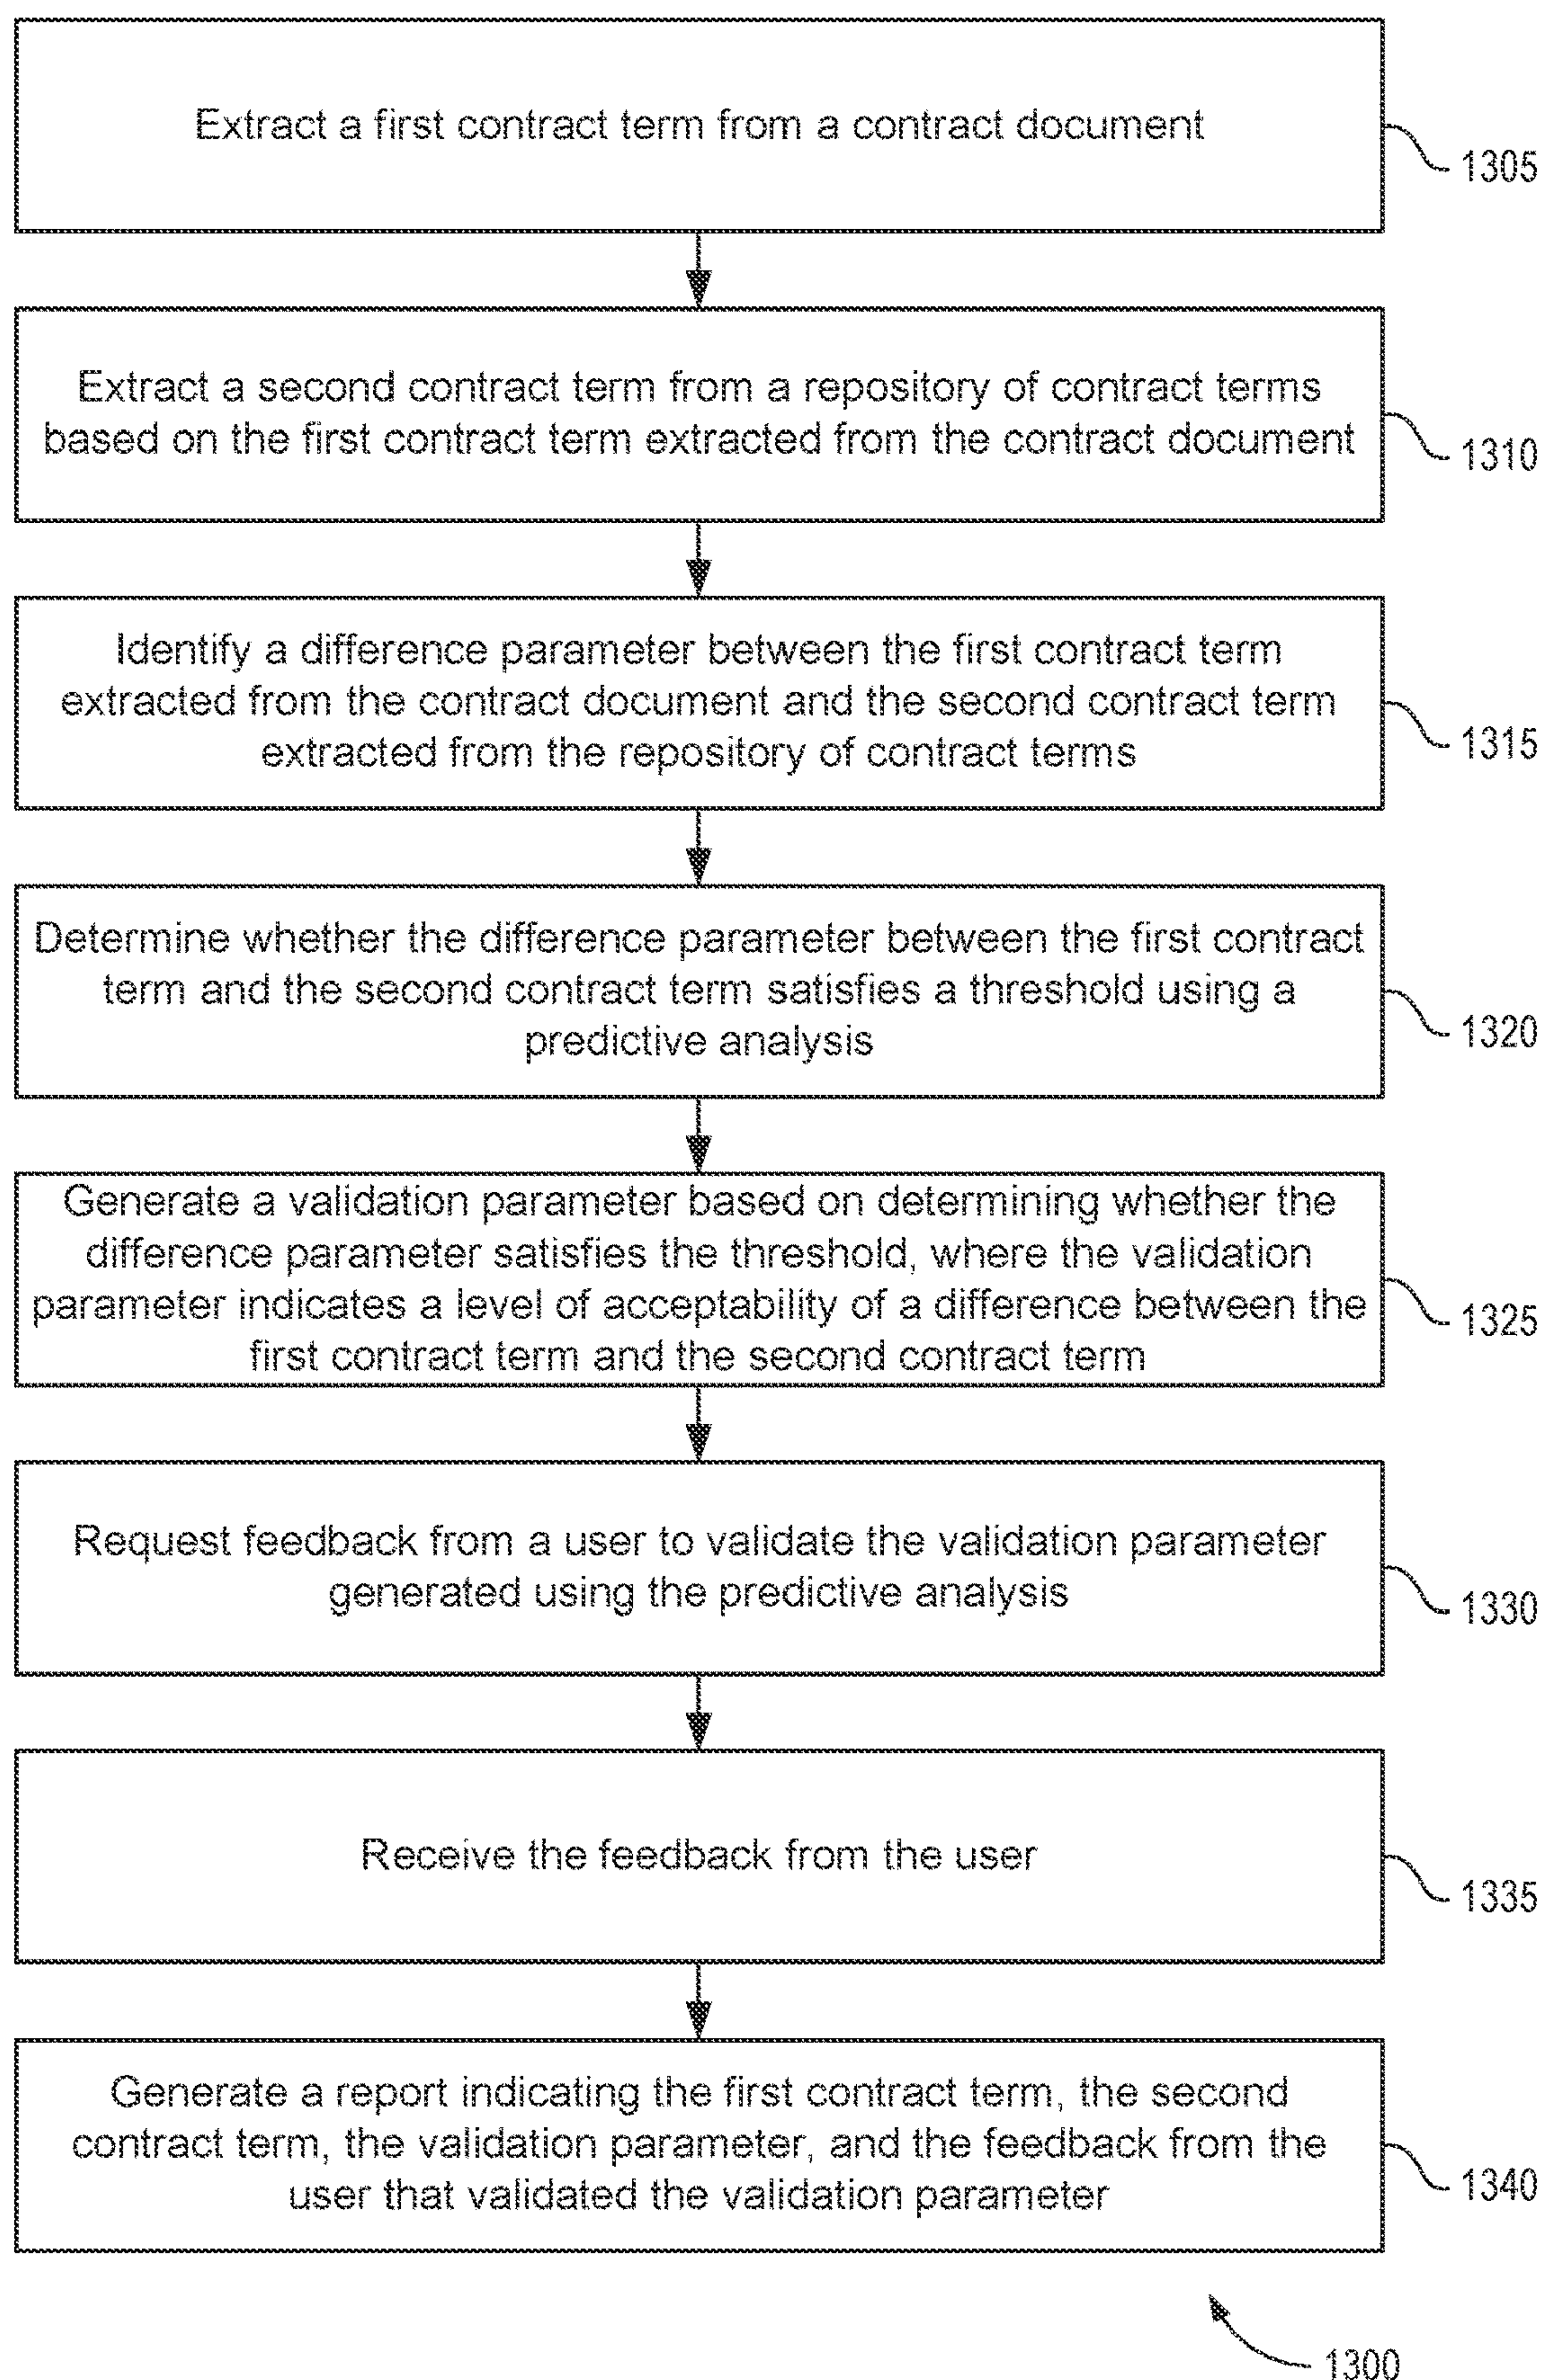 Extract a first contract term from a contract document
1305
Extract a second contract term from a repository of contract terms
based on the first contract term extracted from the contract document
1310
Identify a difference parameter between the first contract term
extracted from the contract document and the second contract term
extracted from the repository of contract terms
1315
Determine whether the difference parameter between the first contract
term and the second contract term satisfies a threshold using a
predictive analysis
1320
Generate a validation parameter based on determining whether the
difference parameter satisfies the threshold, where the validation
parameter indicates a level of acceptability of a difference between the
first contract term and the second contract term
1325
Request feedback from a user to validate the validation parameter
generated using the predictive analysis
1330
Receive the feedback from the user
1335
Generate a report indicating the first contract term, the second
contract term, the validation parameter, and the feedback from the
user that validated the validation parameter
1340
1300